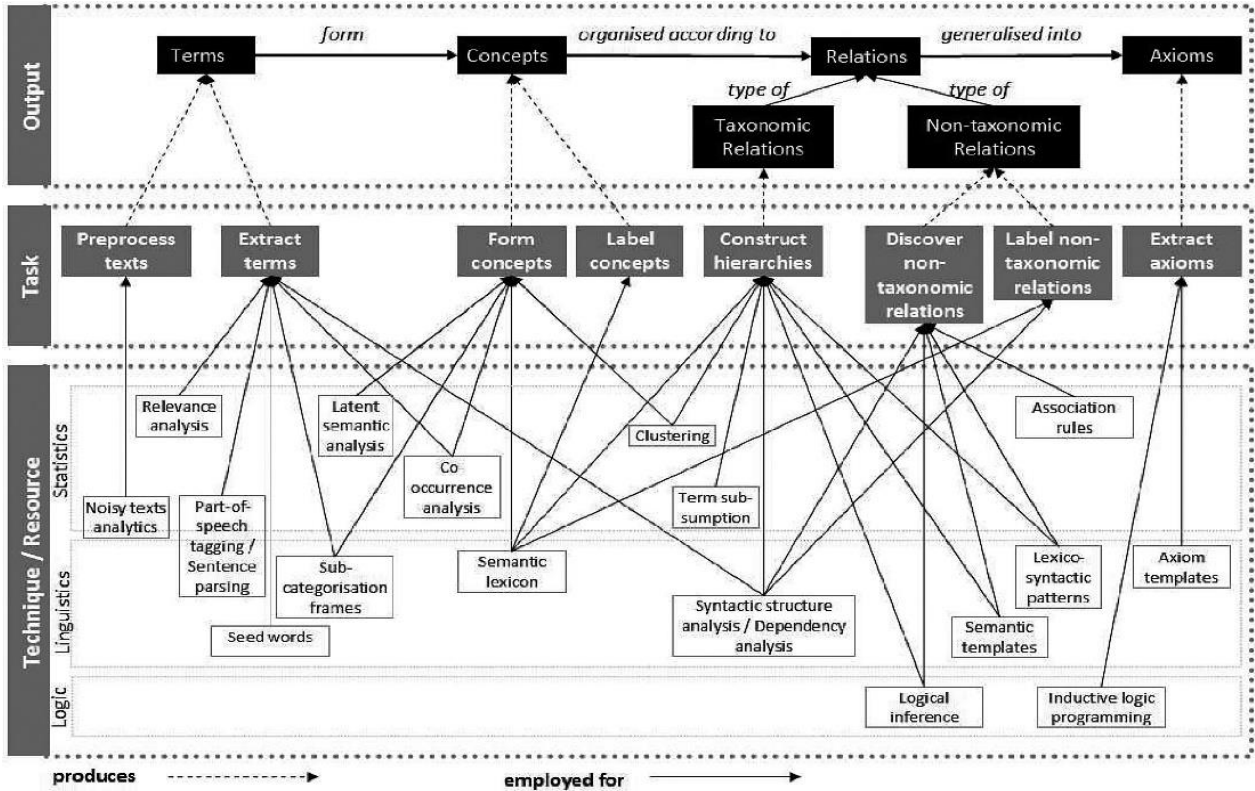 Output
form
organised according to
generalised into
Terms
Concepts
Relations
Axioms
type of
type of
Taxonomic
Relations
Non-taxonomic
Relations
Task
Preprocess
texts
Extract
terms
Form
concepts
Label
concepts
Construct
hierarchies
Discover
non-
taxonomic
relations
Label non-
taxonomic
relations
Extract
axioms
Technique / Resource
Statistics
Relevance
analysis
Latent
semantic
analysis
Clustering
Association
rules
Noisy texts
analytics
Part-of-
speech
tagging /
Sentence
parsing
Co
occurrence
analysis
Term sub-
sumption
Linguistics
Sub-
categorisation
frames
Semantic
lexicon
Lexico-
syntactic
patterns
Axiom
templates
Seed words
Syntactic structure
analysis / Dependency
analysis
Semantic
templates
Logic
Logical
inference
Inductive logic
programming
produces
employed for